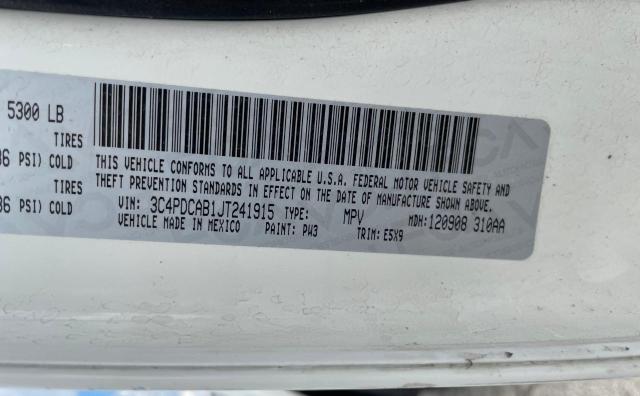 5300 LB
TIRES
36 PSI) COLD
TIRES
36 PSI) COLD
THIS VEHICLE CONFORMS TO ALL APPLICABLE U.S.A. FEDERAL MOTOR VEHICLE SAFETY AND
THEFT PREVENTION STANDARDS IN EFFECT ON THE DATE OF MANUFACTURE SHOWN ABOVE.
VIN: 3C4PDCAB1JT241915 TYPE: MPV MDH: 120908 310AA
VEHICLE MADE IN MEXICO PAINT: PW3 TRIM: E5X9